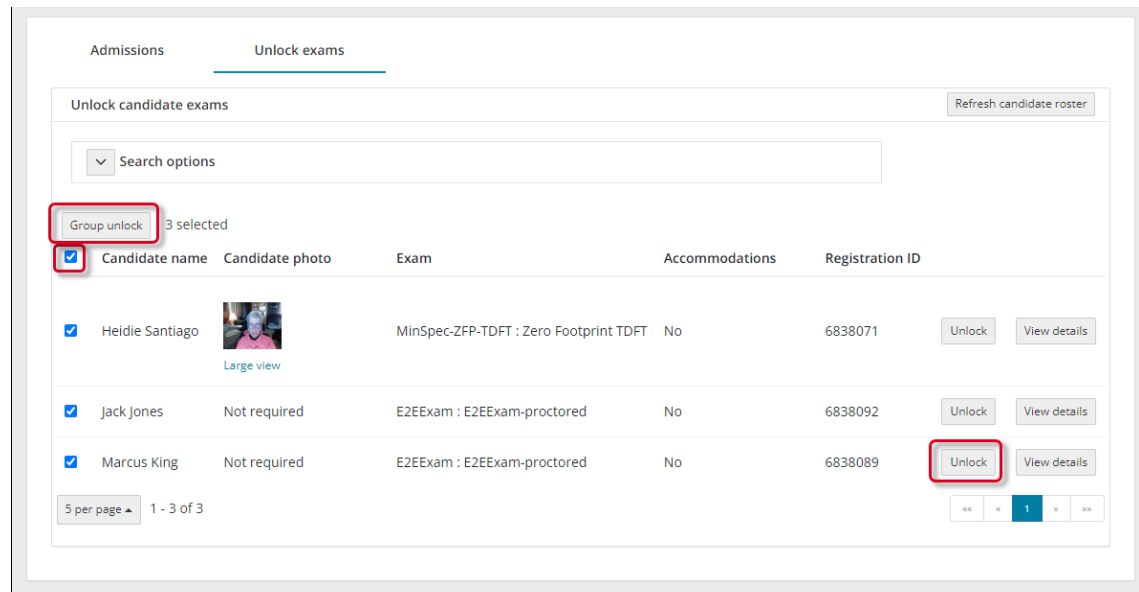 Admissions Unlock exams
Unlock candidate exams Refresh candidate roster
Search options
Group unlock 3 selected
Candidate name Candidate photo Exam Accommodations Registration ID
Heidie Santiago MinSpec-ZFP-TDFT : Zero Footprint TDFT No 6838071 Unlock View details
Large view
Jack Jones Not required E2EExam : E2EExam-proctored No 6838092 Unlock View details
Marcus King Not required E2EExam : E2EExam-proctored No 6838089 Unlock View details
5 per page 1 - 3 of 3 «« « 1 » »»